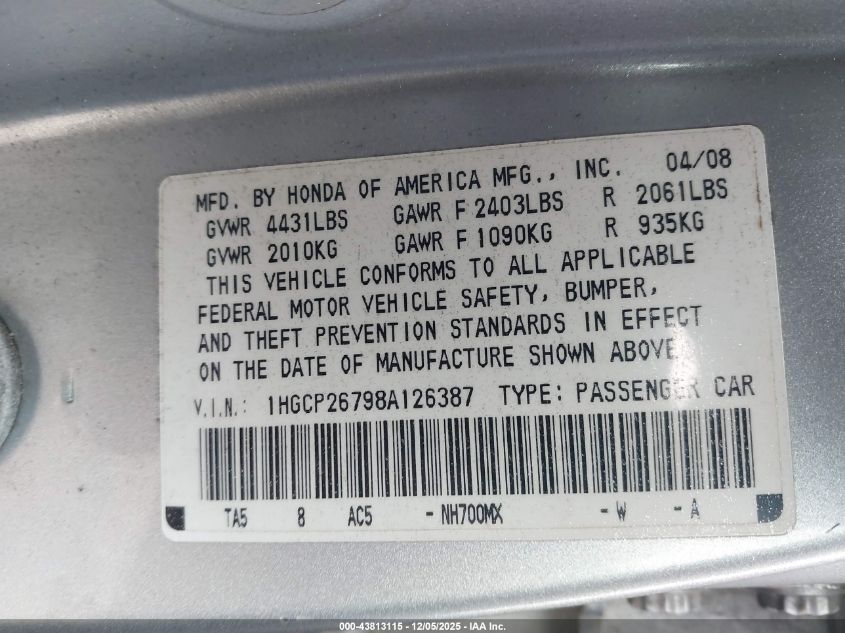 MFD. BY HONDA OF AMERICA MFG., INC. 04/08
GVWR 4431LBS GAWR F 2403LBS R 2061LBS
GVWR 2010KG GAWR F 1090KG R 935KG
THIS VEHICLE CONFORMS TO ALL APPLICABLE
FEDERAL MOTOR VEHICLE SAFETY, BUMPER,
AND THEFT PREVENTION STANDARDS IN EFFECT
ON THE DATE OF MANUFACTURE SHOWN ABOVE.
V.I.N.: 1HGCP26798A126387 TYPE: PASSENGER CAR
TA5 8 AC5 -NH700MX -W -A
000-43813115 - 12/05/2025 - IAA Inc.